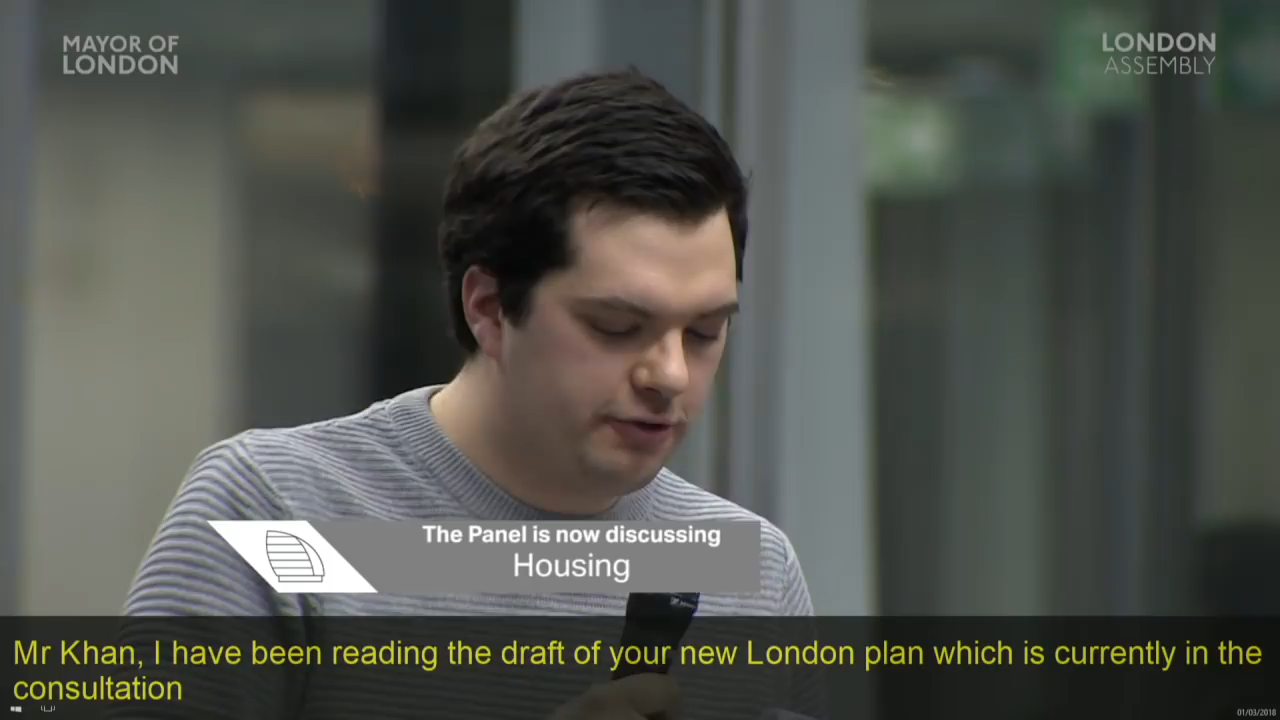 MAYOR OF
LONDON
LONDON
ASSEMBLY
The Panel is now discussing
Housing
Mr Khan, I have been reading the draft of your new London plan which is currently in the
consultation
01/03/2018